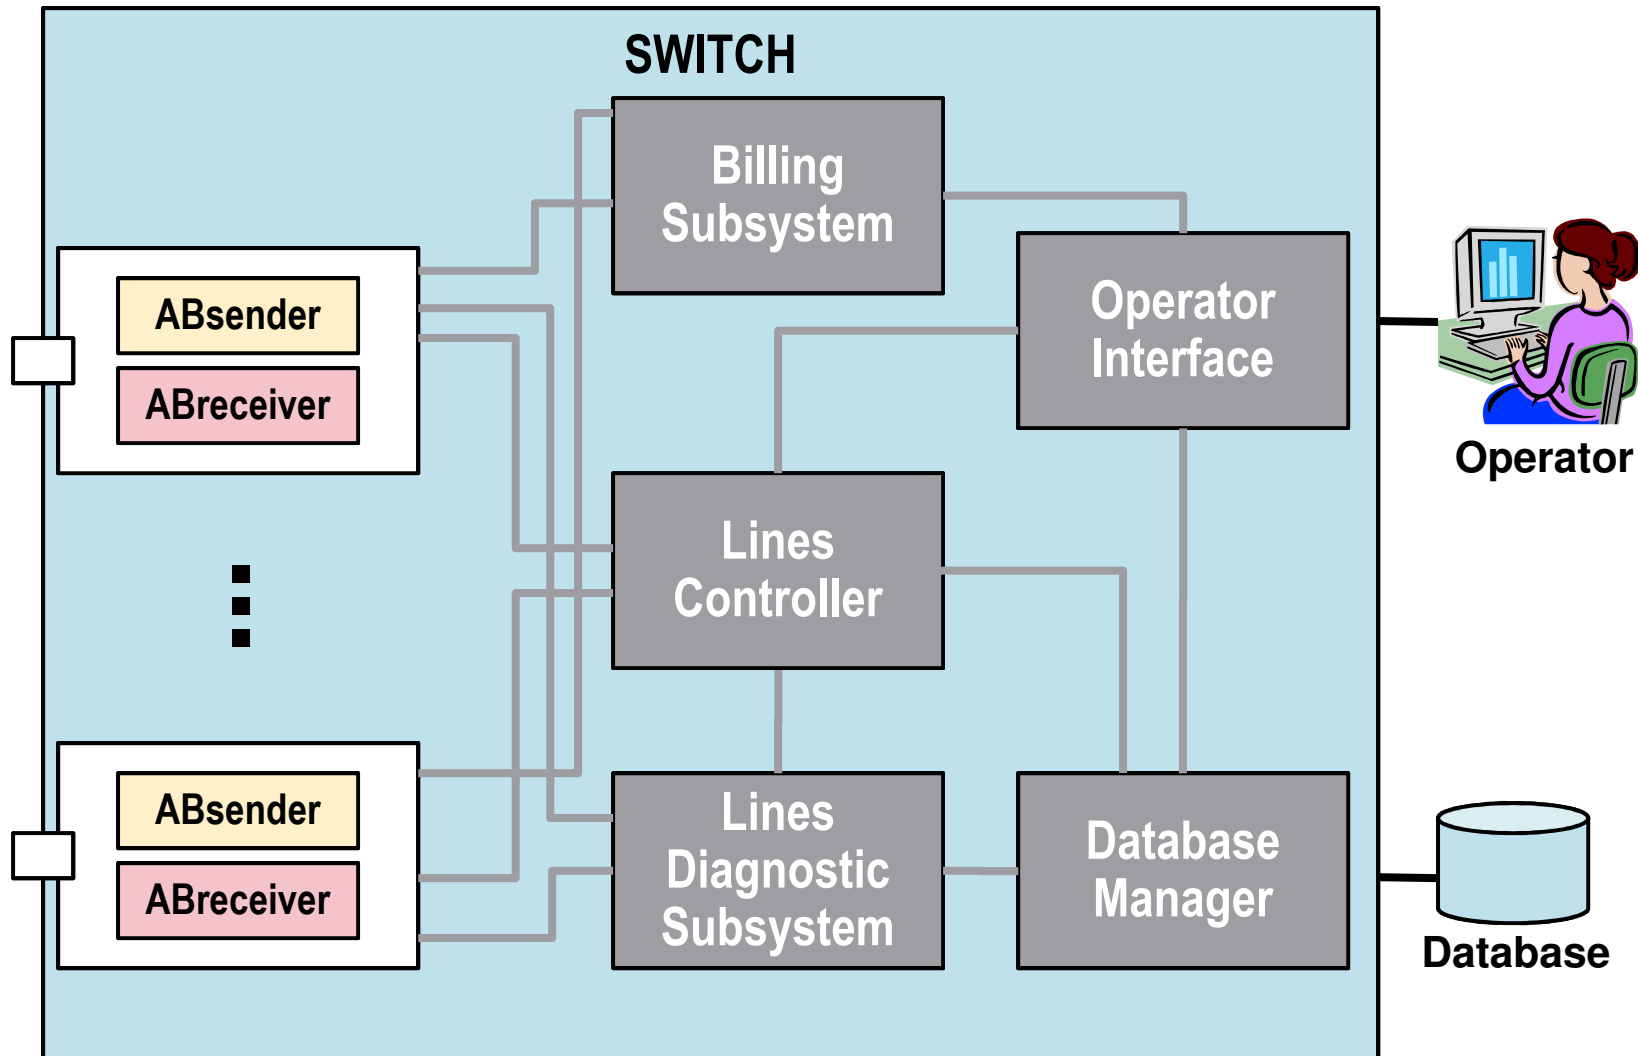 SWITCH
Billing
Subsystem
Operator
Interface
ABsender
ABreceiver
Operator
Lines
Controller
ABsender
ABreceiver
Lines
Diagnostic
Subsystem
Database
Manager
Database